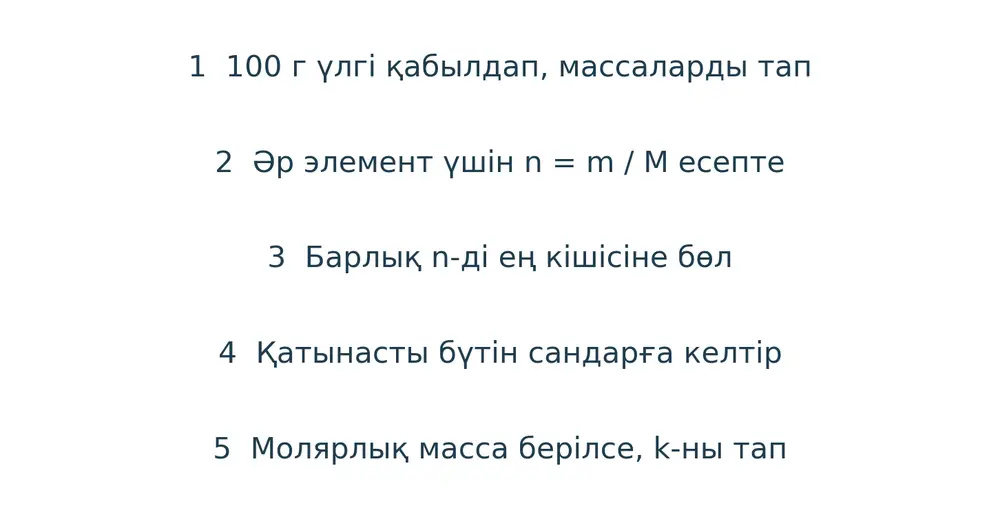 1 100 г үлгі қабылдап, массаларды тап
2 Әр элемент үшін n = m / M есепте
3 Барлық n-ді ең кішісіне бөл
4 Қатынасты бүтін сандарға келтір
5 Молярлық масса берілсе, k-ны тап